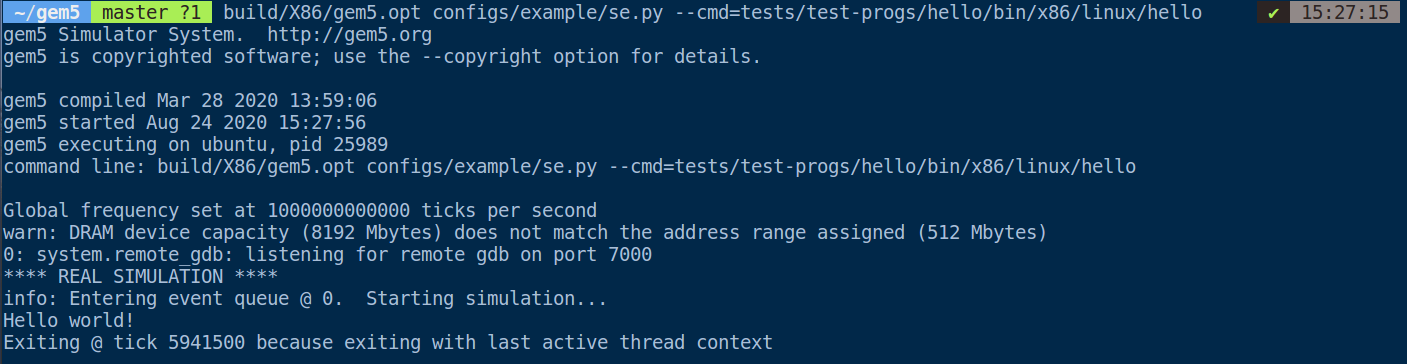 ~/gem5 master ?1 build/X86/gem5.opt configs/example/se.py --cmd=tests/test-progs/hello/bin/x86/linux/hello ✔ 15:27:15
gem5 Simulator System.  http://gem5.org
gem5 is copyrighted software; use the --copyright option for details.
gem5 compiled Mar 28 2020 13:59:06
gem5 started Aug 24 2020 15:27:56
gem5 executing on ubuntu, pid 25989
command line: build/X86/gem5.opt configs/example/se.py --cmd=tests/test-progs/hello/bin/x86/linux/hello
Global frequency set at 1000000000000 ticks per second
warn: DRAM device capacity (8192 Mbytes) does not match the address range assigned (512 Mbytes)
0: system.remote_gdb: listening for remote gdb on port 7000
**** REAL SIMULATION ****
info: Entering event queue @ 0.  Starting simulation...
Hello world!
Exiting @ tick 5941500 because exiting with last active thread context